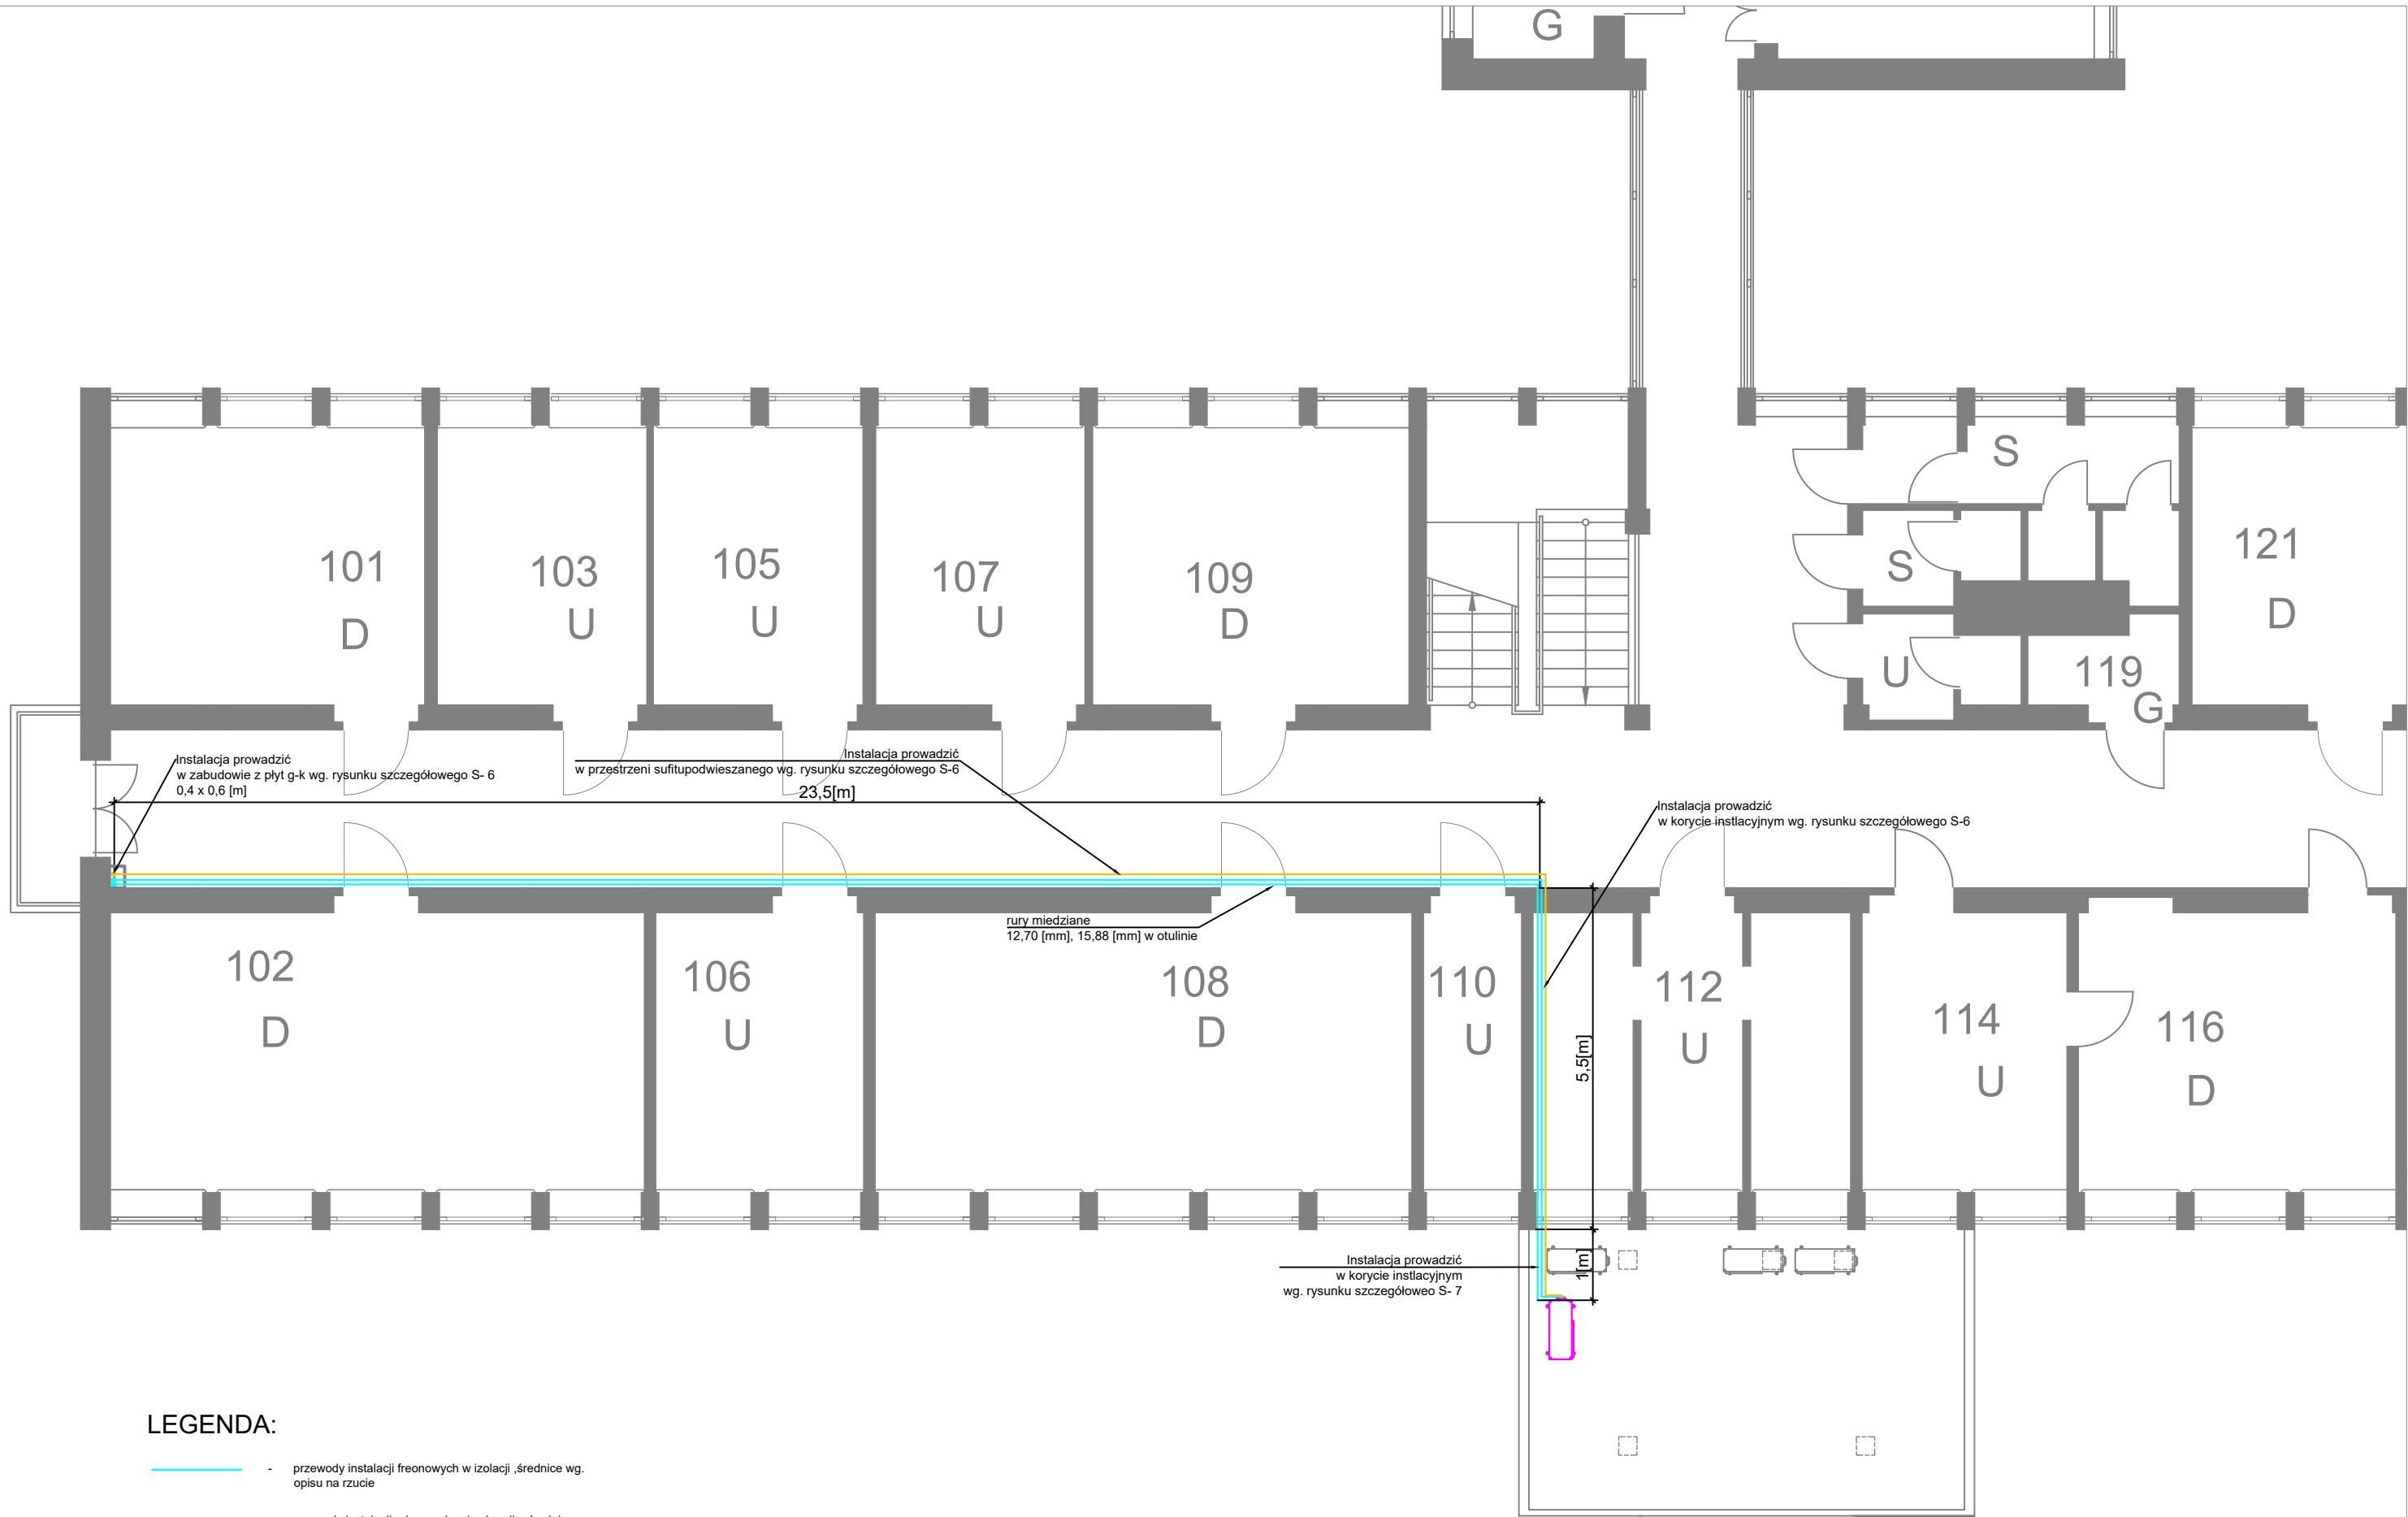 G
S
101
D
103
U
105
U
107
U
109
D
S
121
D
U
119
G
Instalacja prowadzić
w zabudowie z płyt g-k wg. rysunku szczegółowego S- 6
0,4 x 0,6 [m]
Instalacja prowadzić
w przestrzeni sufitupodwieszanego wg. rysunku szczegółowego S-6
23,5[m]
Instalacja prowadzić
w korycie instlacyjnym wg. rysunku szczegółowego S-6
rury miedziane
12,70 [mm], 15,88 [mm] w otulinie
102
D
106
U
108
D
110
U
5,5[m]
112
U
114
U
116
D
Instalacja prowadzić
w korycie instlacyjnym
wg. rysunku szczegółoweo S- 7
1[m]
LEGENDA:
- przewody instalacji freonowych w izolacji ,średnice wg.
opisu na rzucie